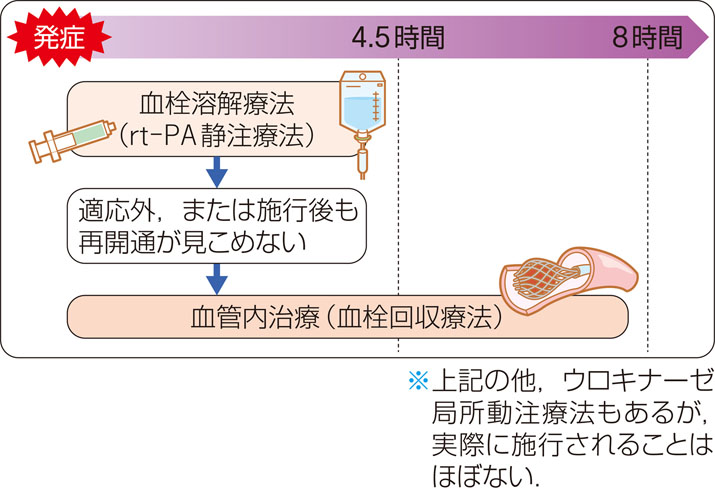 発症
4.5時間
8時間
血栓溶解療法
(rt-PA静注療法)
適応外，または施行後も
再開通が見こめない
血管内治療(血栓回収療法)
※上記の他，ウロキナーゼ
局所動注療法もあるが，
実際に施行されることは
ほぼない．